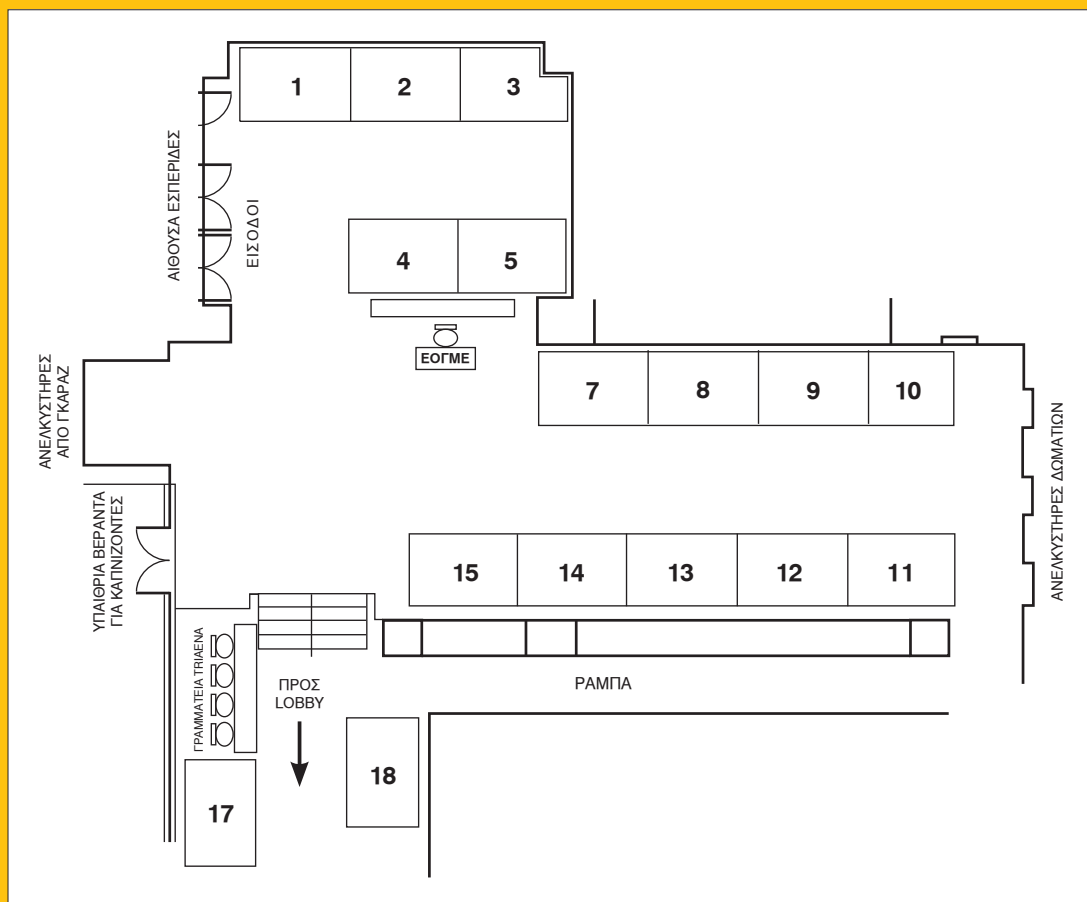 1
2
3
ΑΙΘΟΥΣΑ ΕΣΠΕΡΙΔΕΣ
ΕΙΣΟΔΟΙ
4
5
ΕΟΓΜΕ
ΑΝΕΛΚΥΣΤΗΡΕΣ
ΑΠΟ ΓΚΑΡΑΖ
7
8
9
10
ΑΝΕΛΚΥΣΤΗΡΕΣ ΔΩΜΑΤΙΩΝ
ΥΠΑΙΘΡΙΑ ΒΕΡΑΝΤΑ
ΓΙΑ ΚΑΠΝΙΖΟΝΤΕΣ
15
14
13
12
11
ΓΡΑΜΜΑΤΕΙΑ TRIAENA
ΠΡΟΣ
LOBBY
ΡΑΜΠΑ
17
18